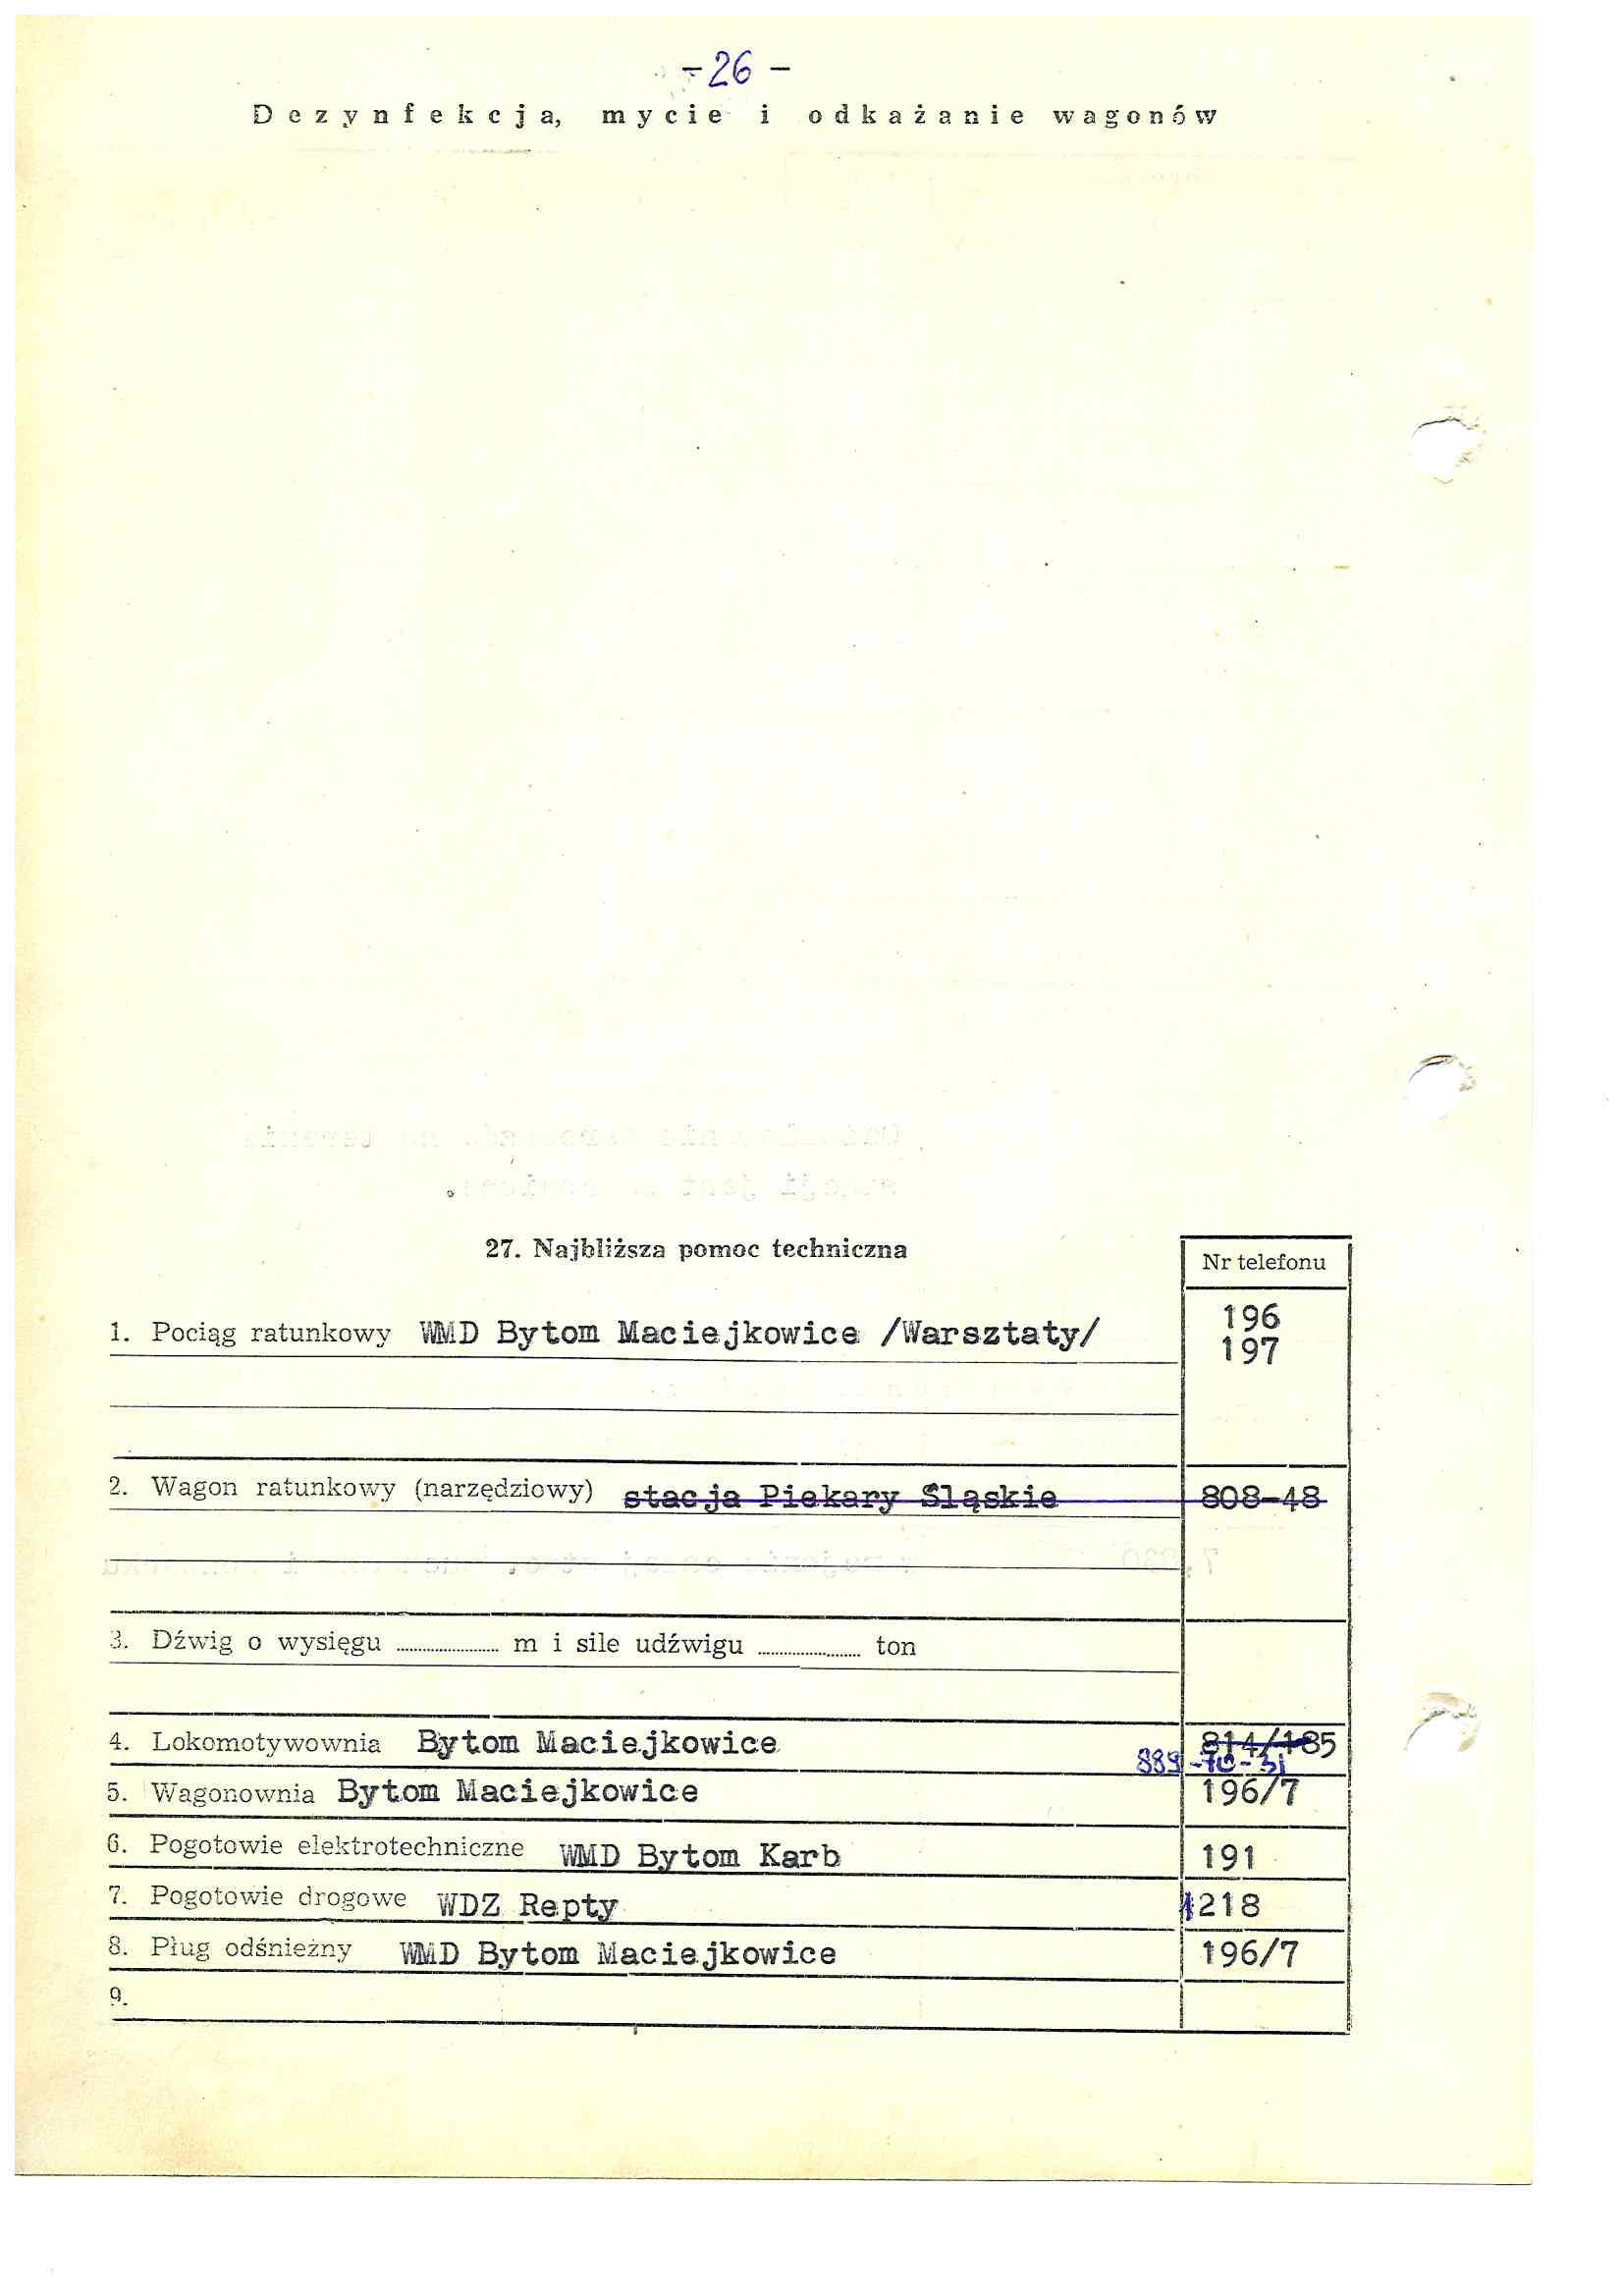 -26-
Dezynfekcja, mycie i odkażanie wagonów
27. Najbliższa pomoc techniczna
Nr telefonu
1. Pociąg ratunkowy WMD Bytom Maciejkowice /Warsztaty/ 196
197
2. Wagon ratunkowy (narzędziowy) stacja Piekary Śląskie 808-48
3. Dźwig o wysięgu ........ m i sile udźwigu ........ ton
4. Lokomotywownia Bytom Maciejkowice 814/185
889-70-31
5. Wagonownia Bytom Maciejkowice 196/7
6. Pogotowie elektrotechniczne WMD Bytom Karb 191
7. Pogotowie drogowe WDZ Repty 1218
8. Pług odśnieżny WMD Bytom Maciejkowice 196/7
9.